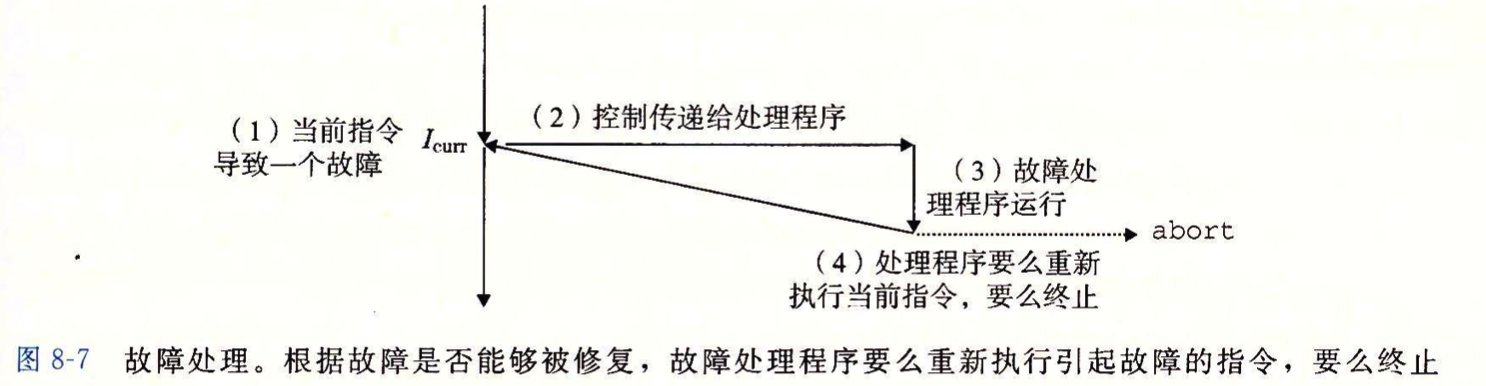 （1）当前指令
导致一个故障
I curr
（2）控制传递给处理程序
（3）故障处
理程序运行
abort
（4）处理程序要么重新
执行当前指令，要么终止
图 8-7 故障处理。根据故障是否能够被修复，故障处理程序要么重新执行引起故障的指令，要么终止